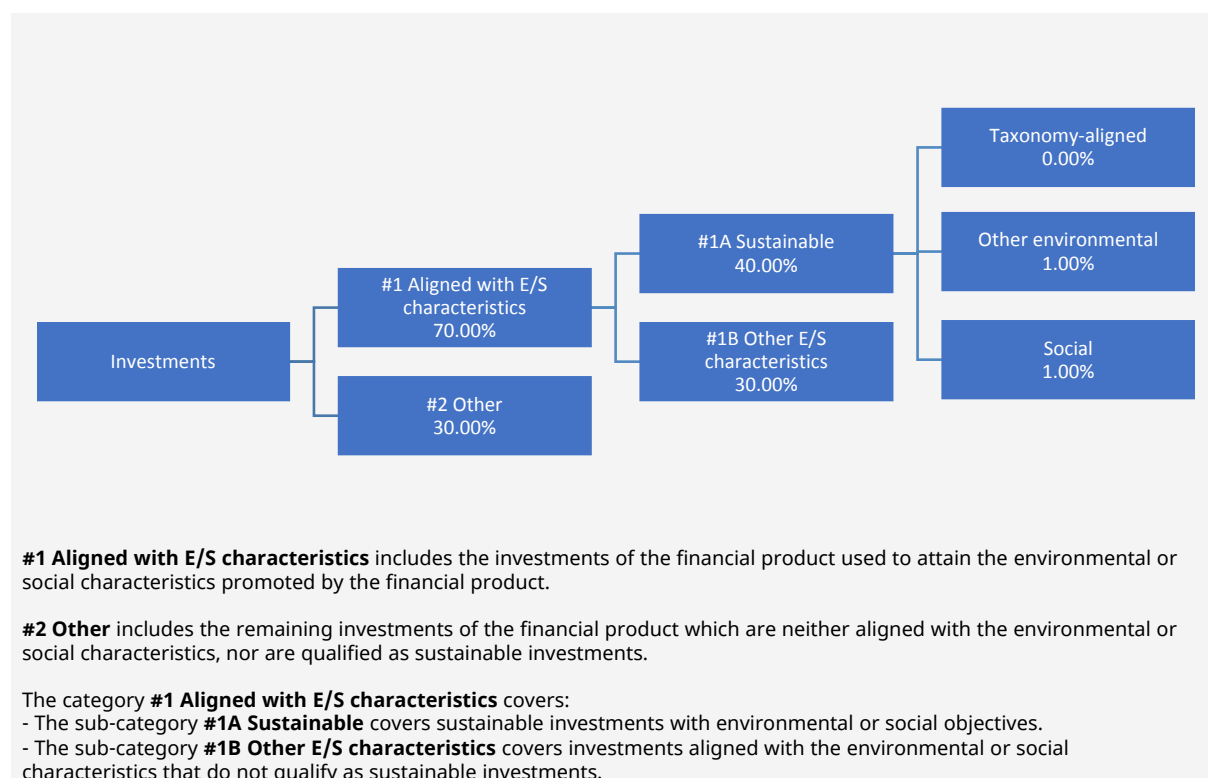 Investments
#1 Aligned with E/S
characteristics
70.00%
#2 Other
30.00%
#1A Sustainable
40.00%
#1B Other E/S
characteristics
30.00%
Taxonomy-aligned
0.00%
Other environmental
1.00%
Social
1.00%
#1 Aligned with E/S characteristics includes the investments of the financial product used to attain the environmental or
social characteristics promoted by the financial product.
#2 Other includes the remaining investments of the financial product which are neither aligned with the environmental or
social characteristics, nor are qualified as sustainable investments.
The category #1 Aligned with E/S characteristics covers:
- The sub-category #1A Sustainable covers sustainable investments with environmental or social objectives.
- The sub-category #1B Other E/S characteristics covers investments aligned with the environmental or social
characteristics that do not qualify as sustainable investments.